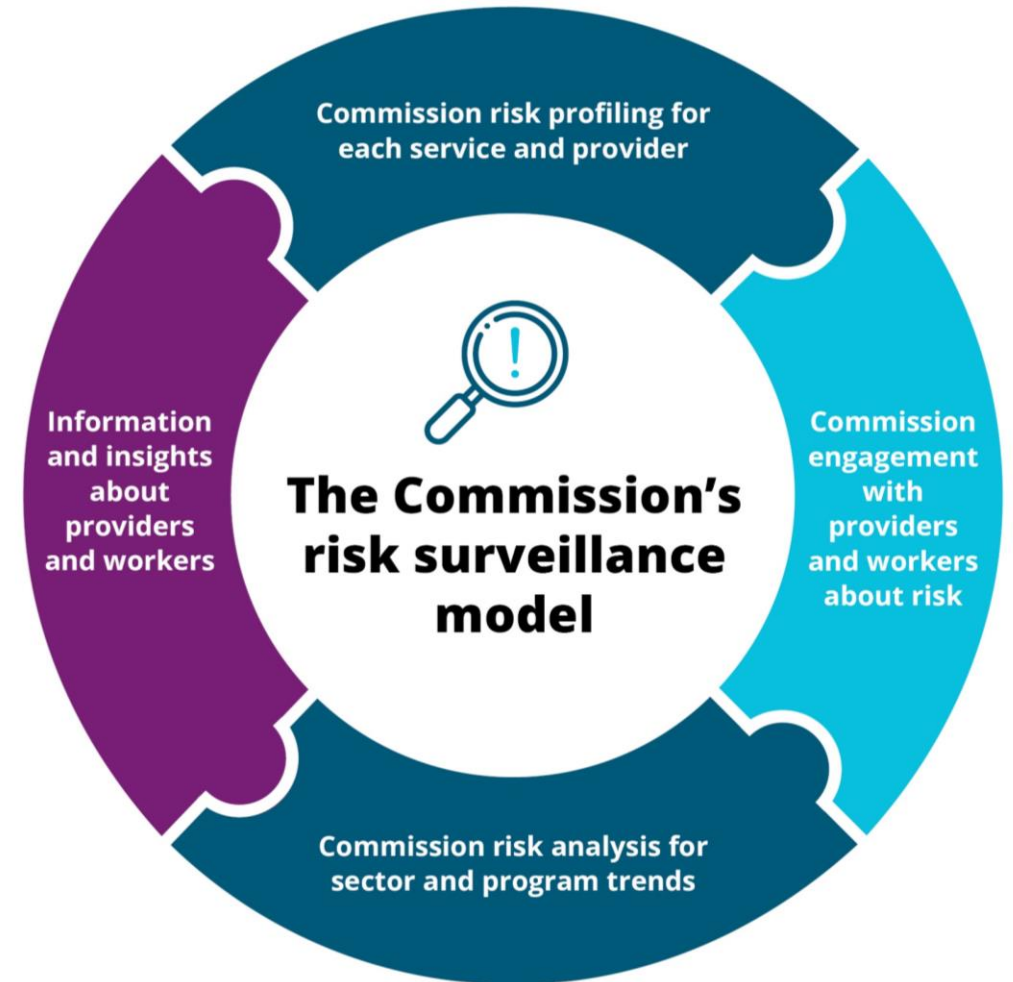 Commission risk profiling for
each service and provider
Information
and insights
about
providers
and workers
The Commission’s
risk surveillance
model
Commission
engagement
with
providers
and workers
about risk
Commission risk analysis for
sector and program trends